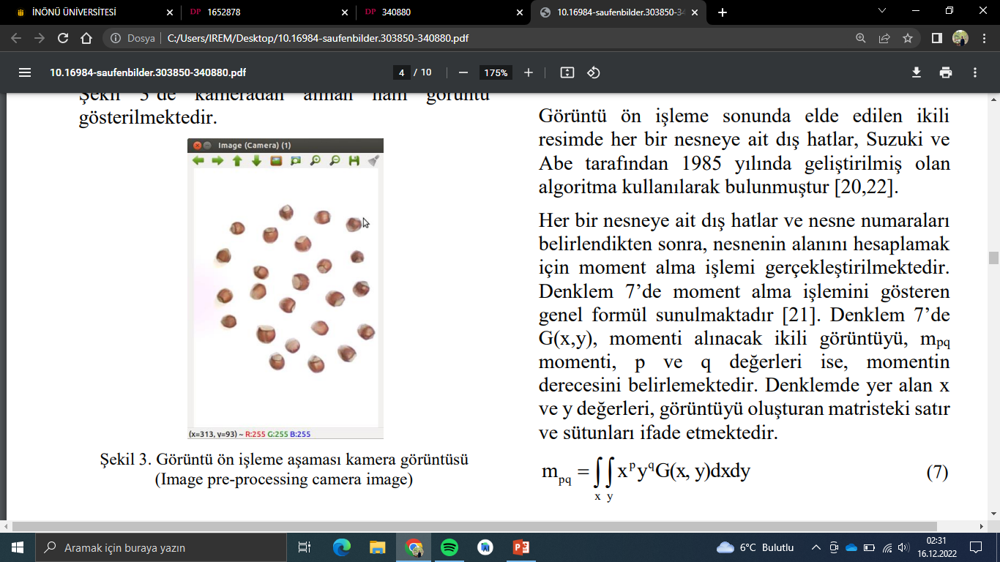 İNÖNÜ ÜNİVERSİTESİ
DP 1652878
DP 340880
10.16984-saufenbilder.303850-34
Dosya
C:/Users/IREM/Desktop/10.16984-saufenbilder.303850-340880.pdf
10.16984-saufenbilder.303850-340880.pdf
4 / 10
175%
Şekil 3'de kameradan alınan ham görüntü
gösterilmektedir.
Image (Camera) (1)
(x=313, y=93) ~ R:255 G:255 B:255
Şekil 3. Görüntü ön işleme aşaması kamera görüntüsü
(Image pre-processing camera image)
Görüntü ön işleme sonunda elde edilen ikili
resimde her bir nesneye ait dış hatlar, Suzuki ve
Abe tarafından 1985 yılında geliştirilmiş olan
algoritma kullanılarak bulunmuştur [20,22].
Her bir nesneye ait dış hatlar ve nesne numaraları
belirlendikten sonra, nesnenin alanını hesaplamak
için moment alma işlemi gerçekleştirilmektedir.
Denklem 7’de moment alma işlemini gösteren
genel formül sunulmaktadır [21]. Denklem 7’de
G(x,y), momenti alınacak ikili görüntüyü, mpq
momenti, p ve q değerleri ise, momentin
derecesini belirlemektedir. Denklemde yer alan x
ve y değerleri, görüntüyü oluşturan matristeki satır
ve sütunları ifade etmektedir.
m_pq = ∫_x ∫_y x^p y^q G(x, y)dxdy (7)
Aramak için buraya yazın
6°C Bulutlu
02:31
16.12.2022